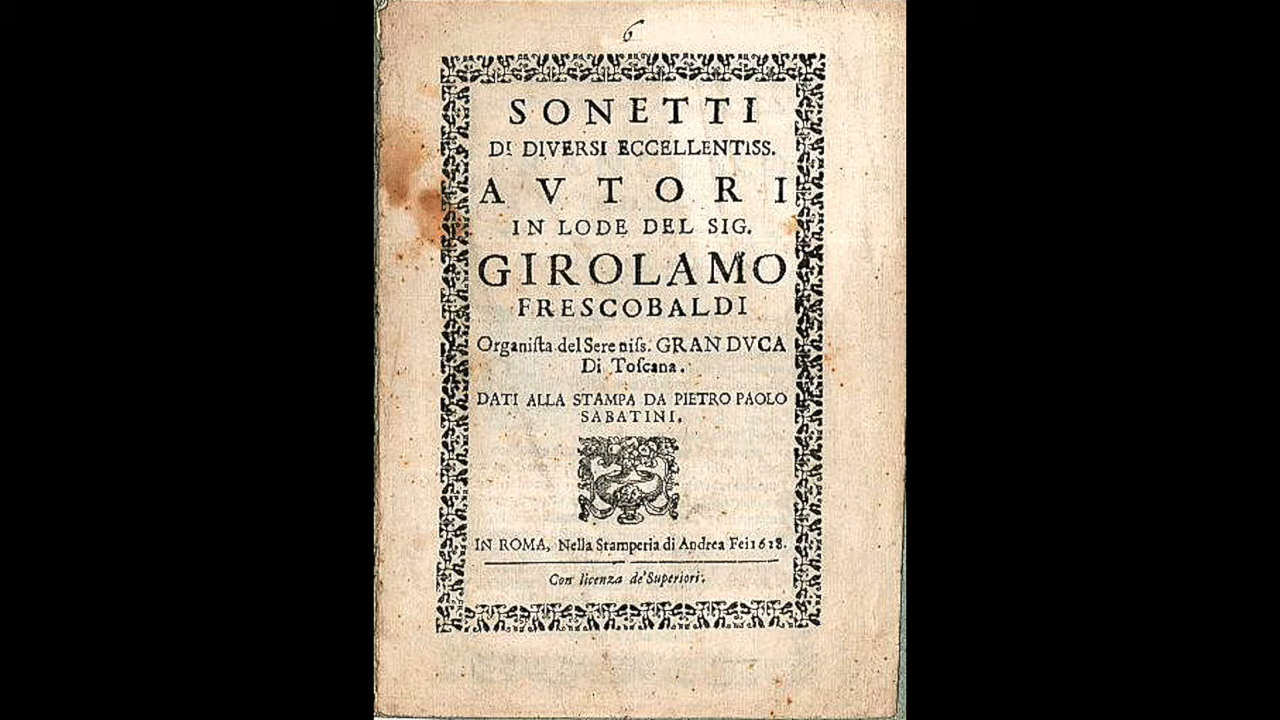 6
SONETTI
DI DIVERSI ECCELLENTISS.
AVTORI
IN LODE DEL SIG.
GIROLAMO
FRESCOBALDI
Organiſta del Sereniſs. GRAN DVCA
Di Toſcana.
DATI ALLA STAMPA DA PIETRO PAOLO
SABATINI.
IN ROMA, Nella Stamperia di Andrea Fei 1628.
Con licenza de'Superiori.